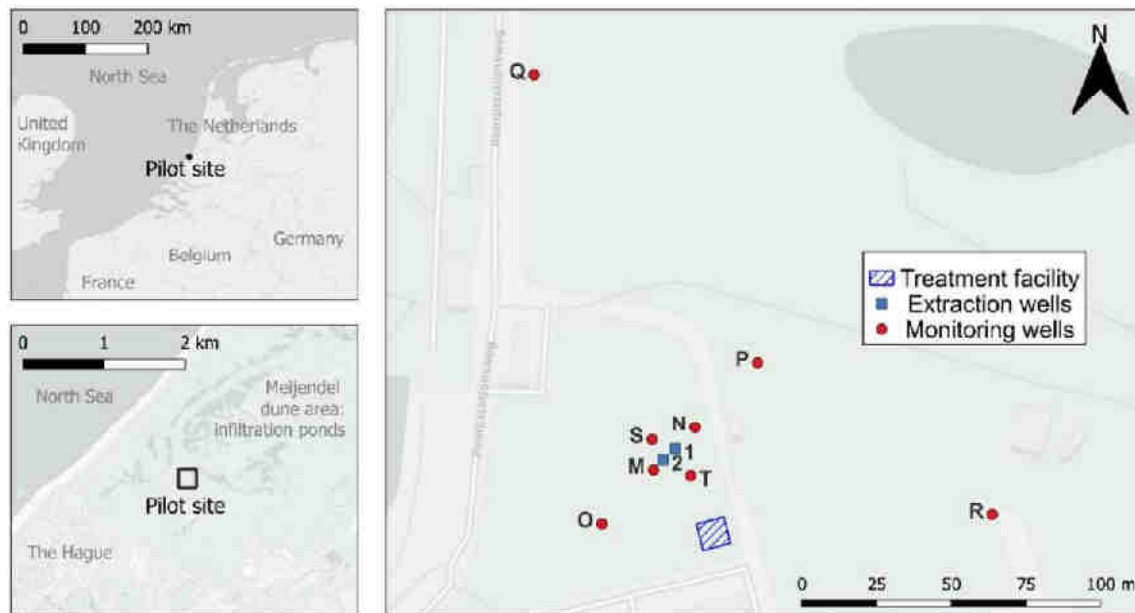 0 100 200 km
North Sea
United
Kingdom
The Netherlands
Pilot site
Germany
Belgium
France
0 1 2 km
North Sea
Meijendel
dune area:
infiltration ponds
Pilot site
The Hague
N
Q
Treatment facility
Extraction wells
Monitoring wells
P
N
S
1
2
M
T
O
R
0 25 50 75 100 m